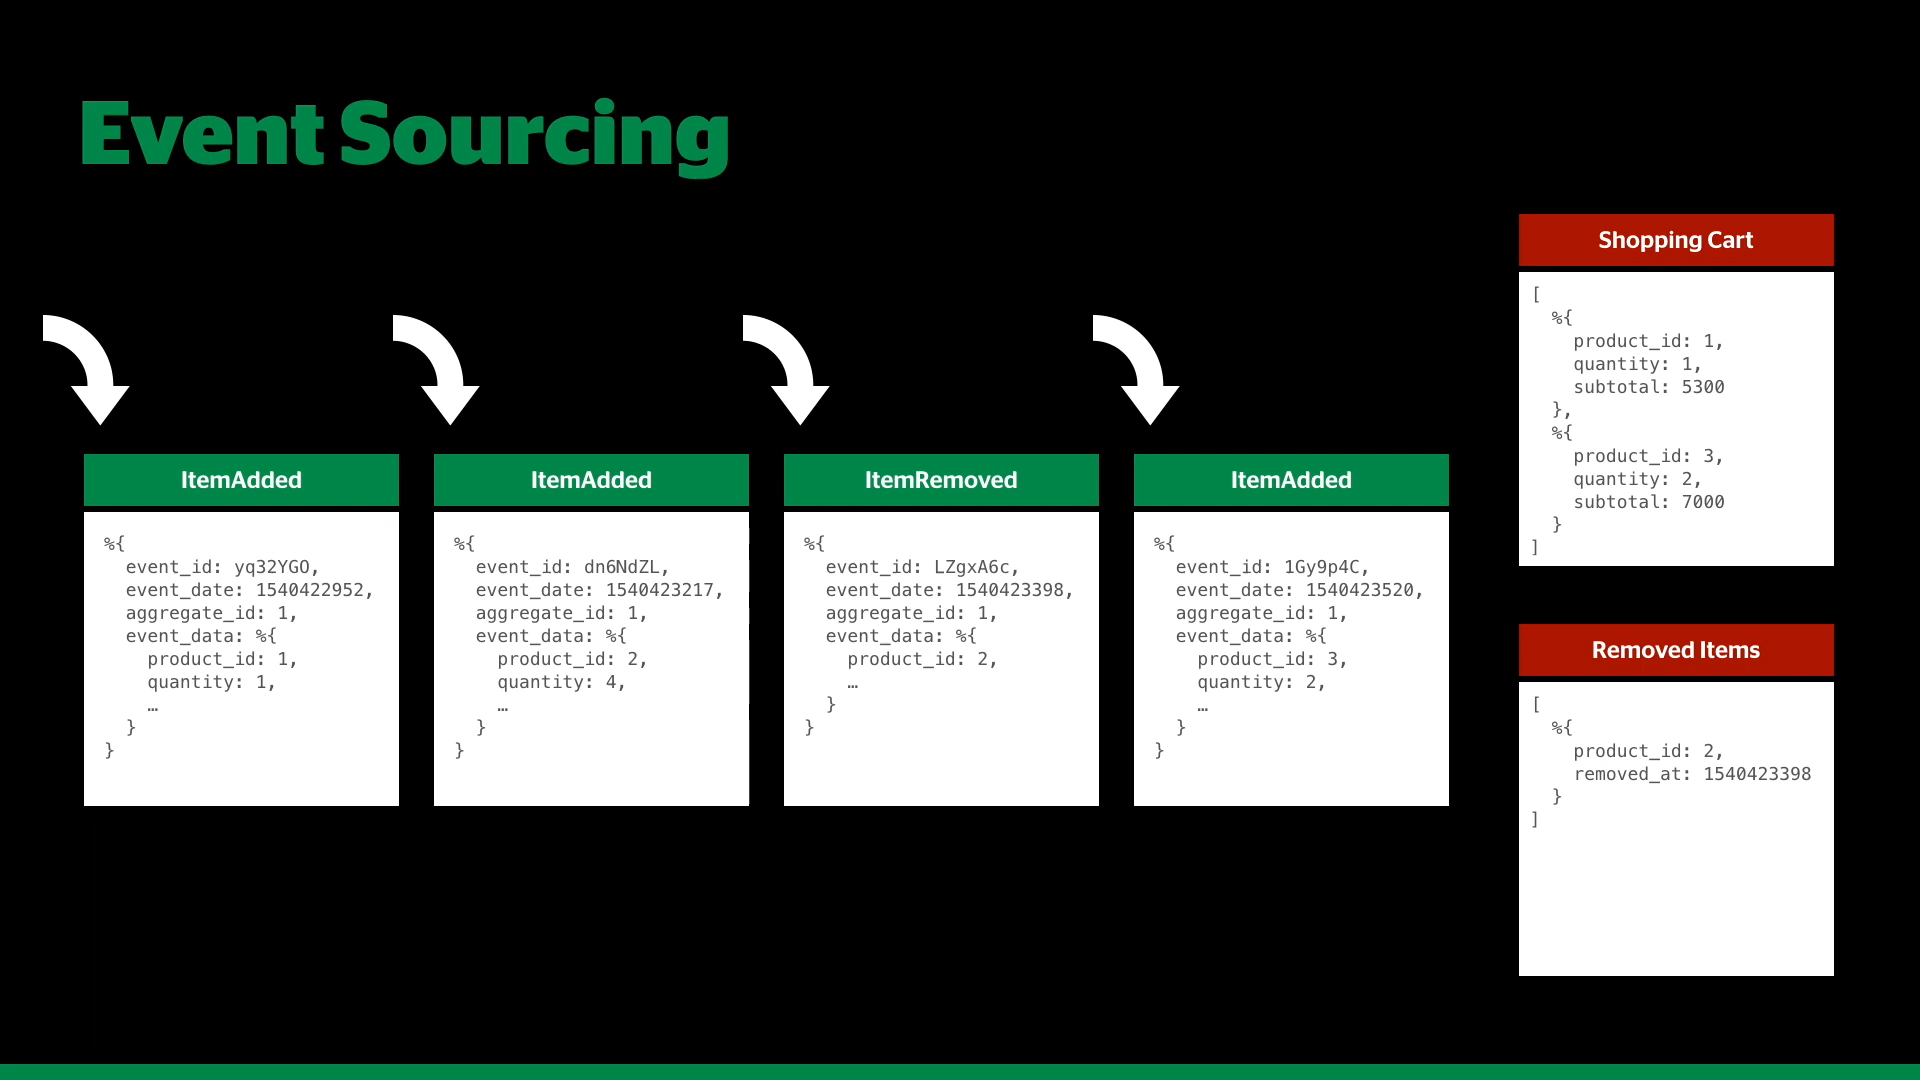 Event Sourcing
ItemAdded
%{
  event_id: yq32YGO,
  event_date: 1540422952,
  aggregate_id: 1,
  event_data: %{
    product_id: 1,
    quantity: 1,
    …
  }
}
ItemAdded
%{
  event_id: dn6NdZL,
  event_date: 1540423217,
  aggregate_id: 1,
  event_data: %{
    product_id: 2,
    quantity: 4,
    …
  }
}
ItemRemoved
%{
  event_id: LZgxA6c,
  event_date: 1540423398,
  aggregate_id: 1,
  event_data: %{
    product_id: 2,
    …
  }
}
ItemAdded
%{
  event_id: 1Gy9p4C,
  event_date: 1540423520,
  aggregate_id: 1,
  event_data: %{
    product_id: 3,
    quantity: 2,
    …
  }
}
Shopping Cart
[
  %{
    product_id: 1,
    quantity: 1,
    subtotal: 5300
  },
  %{
    product_id: 3,
    quantity: 2,
    subtotal: 7000
  }
]
Removed Items
[
  %{
    product_id: 2,
    removed_at: 1540423398
  }
]